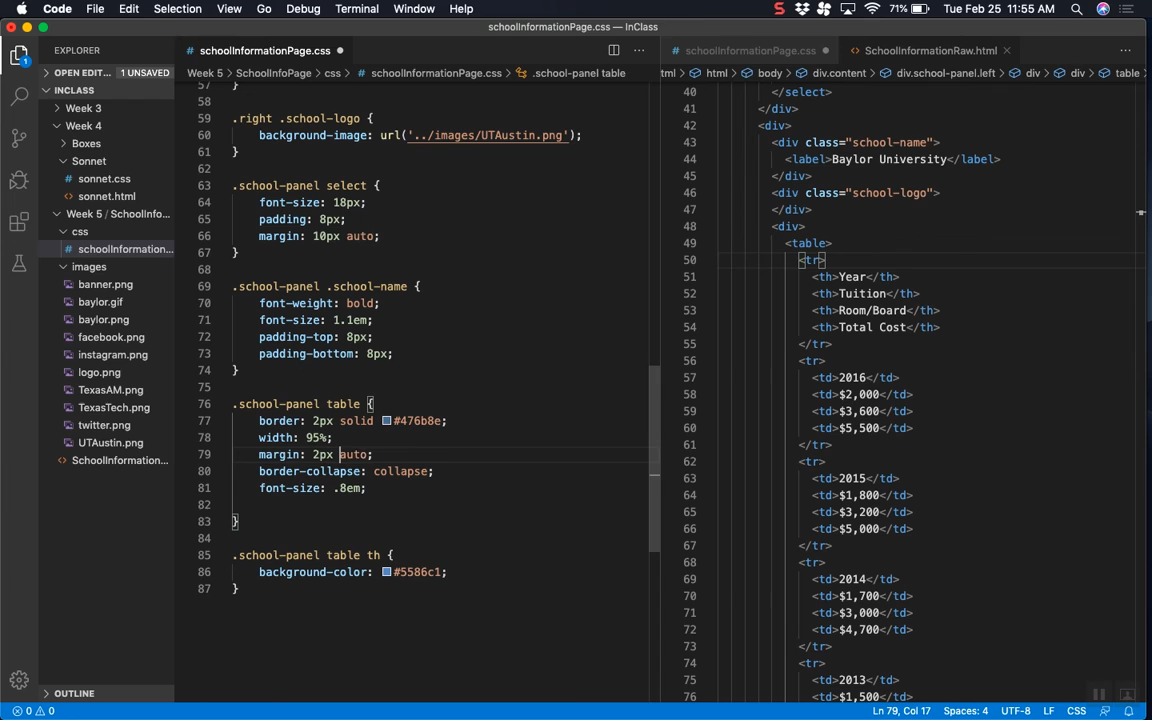 Code File Edit Selection View Go Debug Terminal Window Help 71% Tue Feb 25 11:55 AM
schoolInformationPage.css — InClass
EXPLORER
OPEN EDIT... 1 UNSAVED
INCLASS
Week 3
Week 4
Boxes
Sonnet
sonnet.css
sonnet.html
Week 5 / SchoolInfo...
css
schoolInformation...
images
banner.png
baylor.gif
baylor.png
facebook.png
instagram.png
logo.png
TexasAM.png
TexasTech.png
twitter.png
UTAustin.png
SchoolInformation...
OUTLINE
schoolInformationPage.css
Week 5 > SchoolInfoPage > css > # schoolInformationPage.css > .school-panel table
57 }
58
59 .right .school-logo {
60 background-image: url('../images/UTAustin.png');
61 }
62
63 .school-panel select {
64 font-size: 18px;
65 padding: 8px;
66 margin: 10px auto;
67 }
68
69 .school-panel .school-name {
70 font-weight: bold;
71 font-size: 1.1em;
72 padding-top: 8px;
73 padding-bottom: 8px;
74 }
75
76 .school-panel table {
77 border: 2px solid #476b8e;
78 width: 95%;
79 margin: 2px auto;
80 border-collapse: collapse;
81 font-size: .8em;
82
83 }
84
85 .school-panel table th {
86 background-color: #5586c1;
87 }
# schoolInformationPage.css SchoolInformationRaw.html
tml > html > body > div.content > div.school-panel.left > div > div > table
40 </select>
41 </div>
42 <div>
43 <div class="school-name">
44 <label>Baylor University</label>
45 </div>
46 <div class="school-logo">
47 </div>
48 <div>
49 <table>
50 <tr>
51 <th>Year</th>
52 <th>Tuition</th>
53 <th>Room/Board</th>
54 <th>Total Cost</th>
55 </tr>
56 <tr>
57 <td>2016</td>
58 <td>$2,000</td>
59 <td>$3,600</td>
60 <td>$5,500</td>
61 </tr>
62 <tr>
63 <td>2015</td>
64 <td>$1,800</td>
65 <td>$3,200</td>
66 <td>$5,000</td>
67 </tr>
68 <tr>
69 <td>2014</td>
70 <td>$1,700</td>
71 <td>$3,000</td>
72 <td>$4,700</td>
73 </tr>
74 <tr>
75 <td>2013</td>
76 <td>$1,500</td>
0 0 Ln 79, Col 17 Spaces: 4 UTF-8 LF CSS